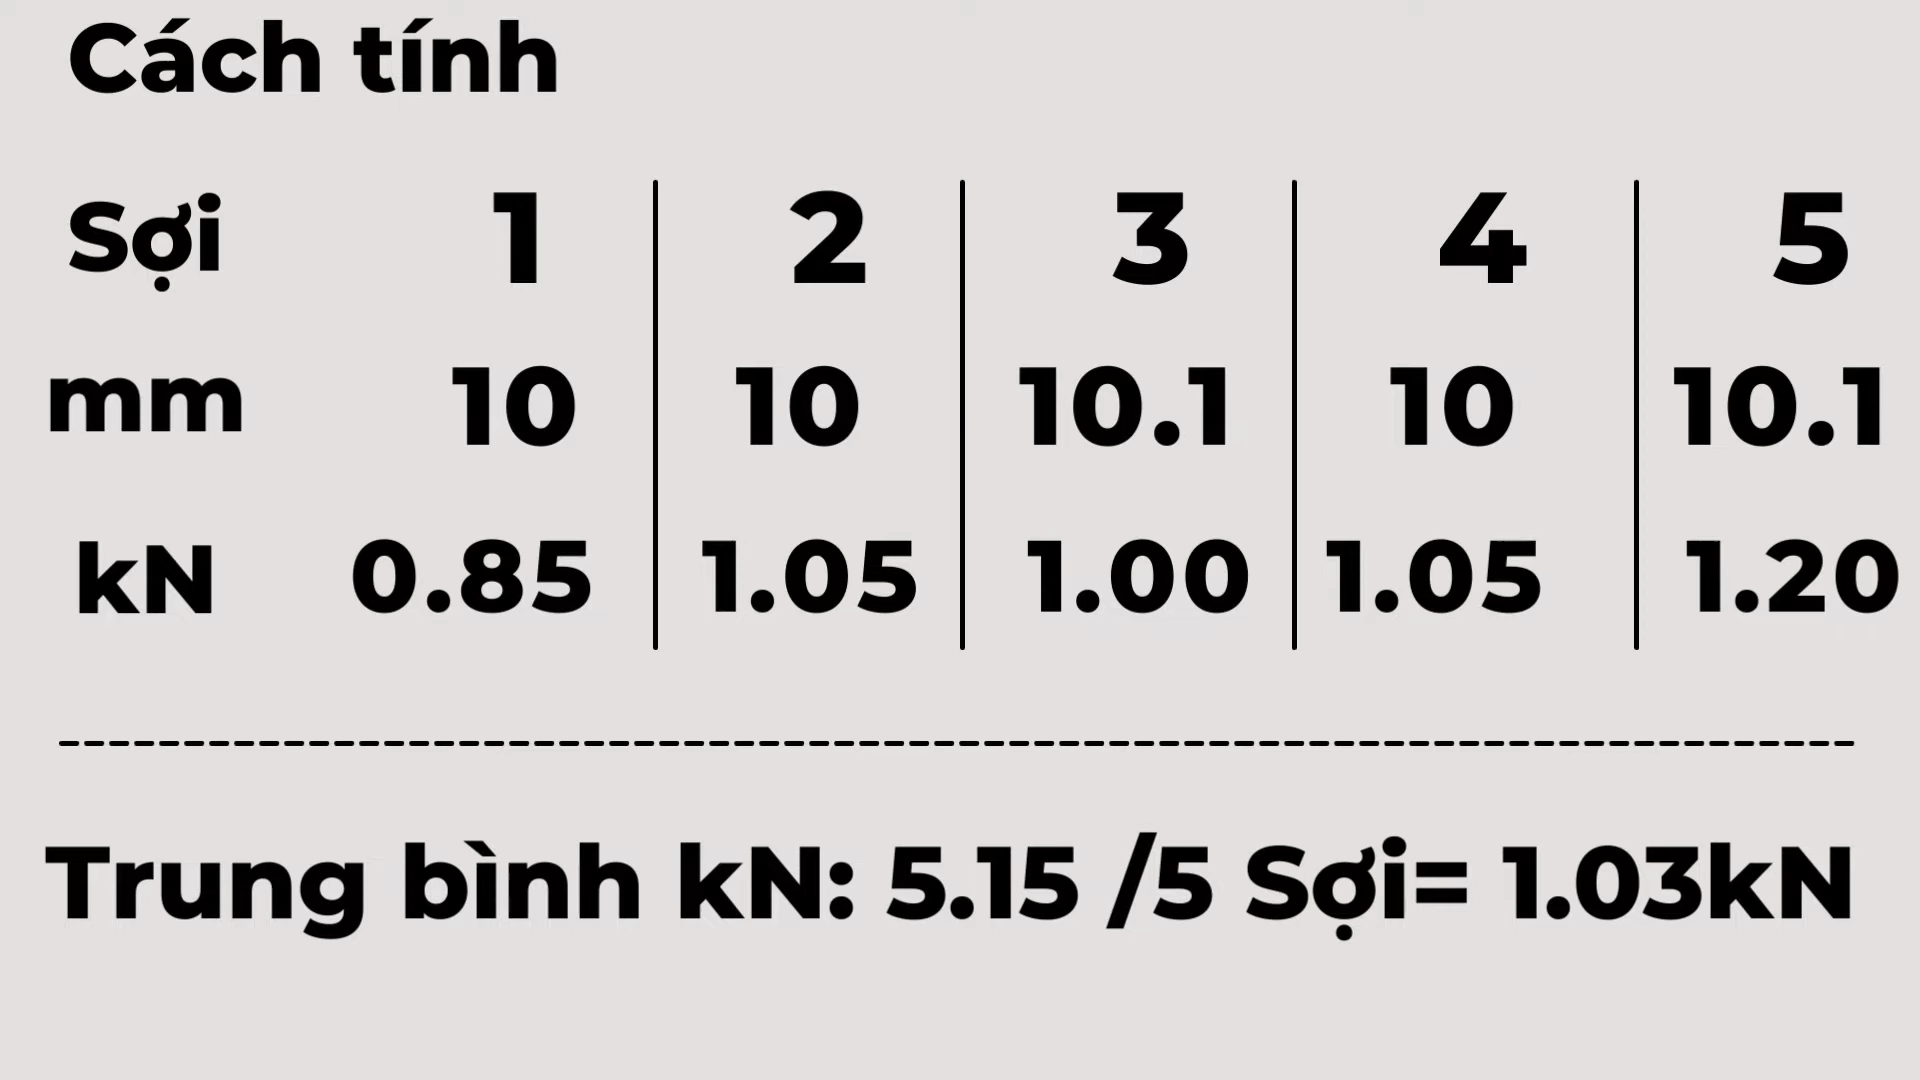 Cách tính
Sợi 1 2 3 4 5
mm 10 10 10.1 10 10.1
kN 0.85 1.05 1.00 1.05 1.20
Trung bình kN: 5.15 /5 Sợi= 1.03kN